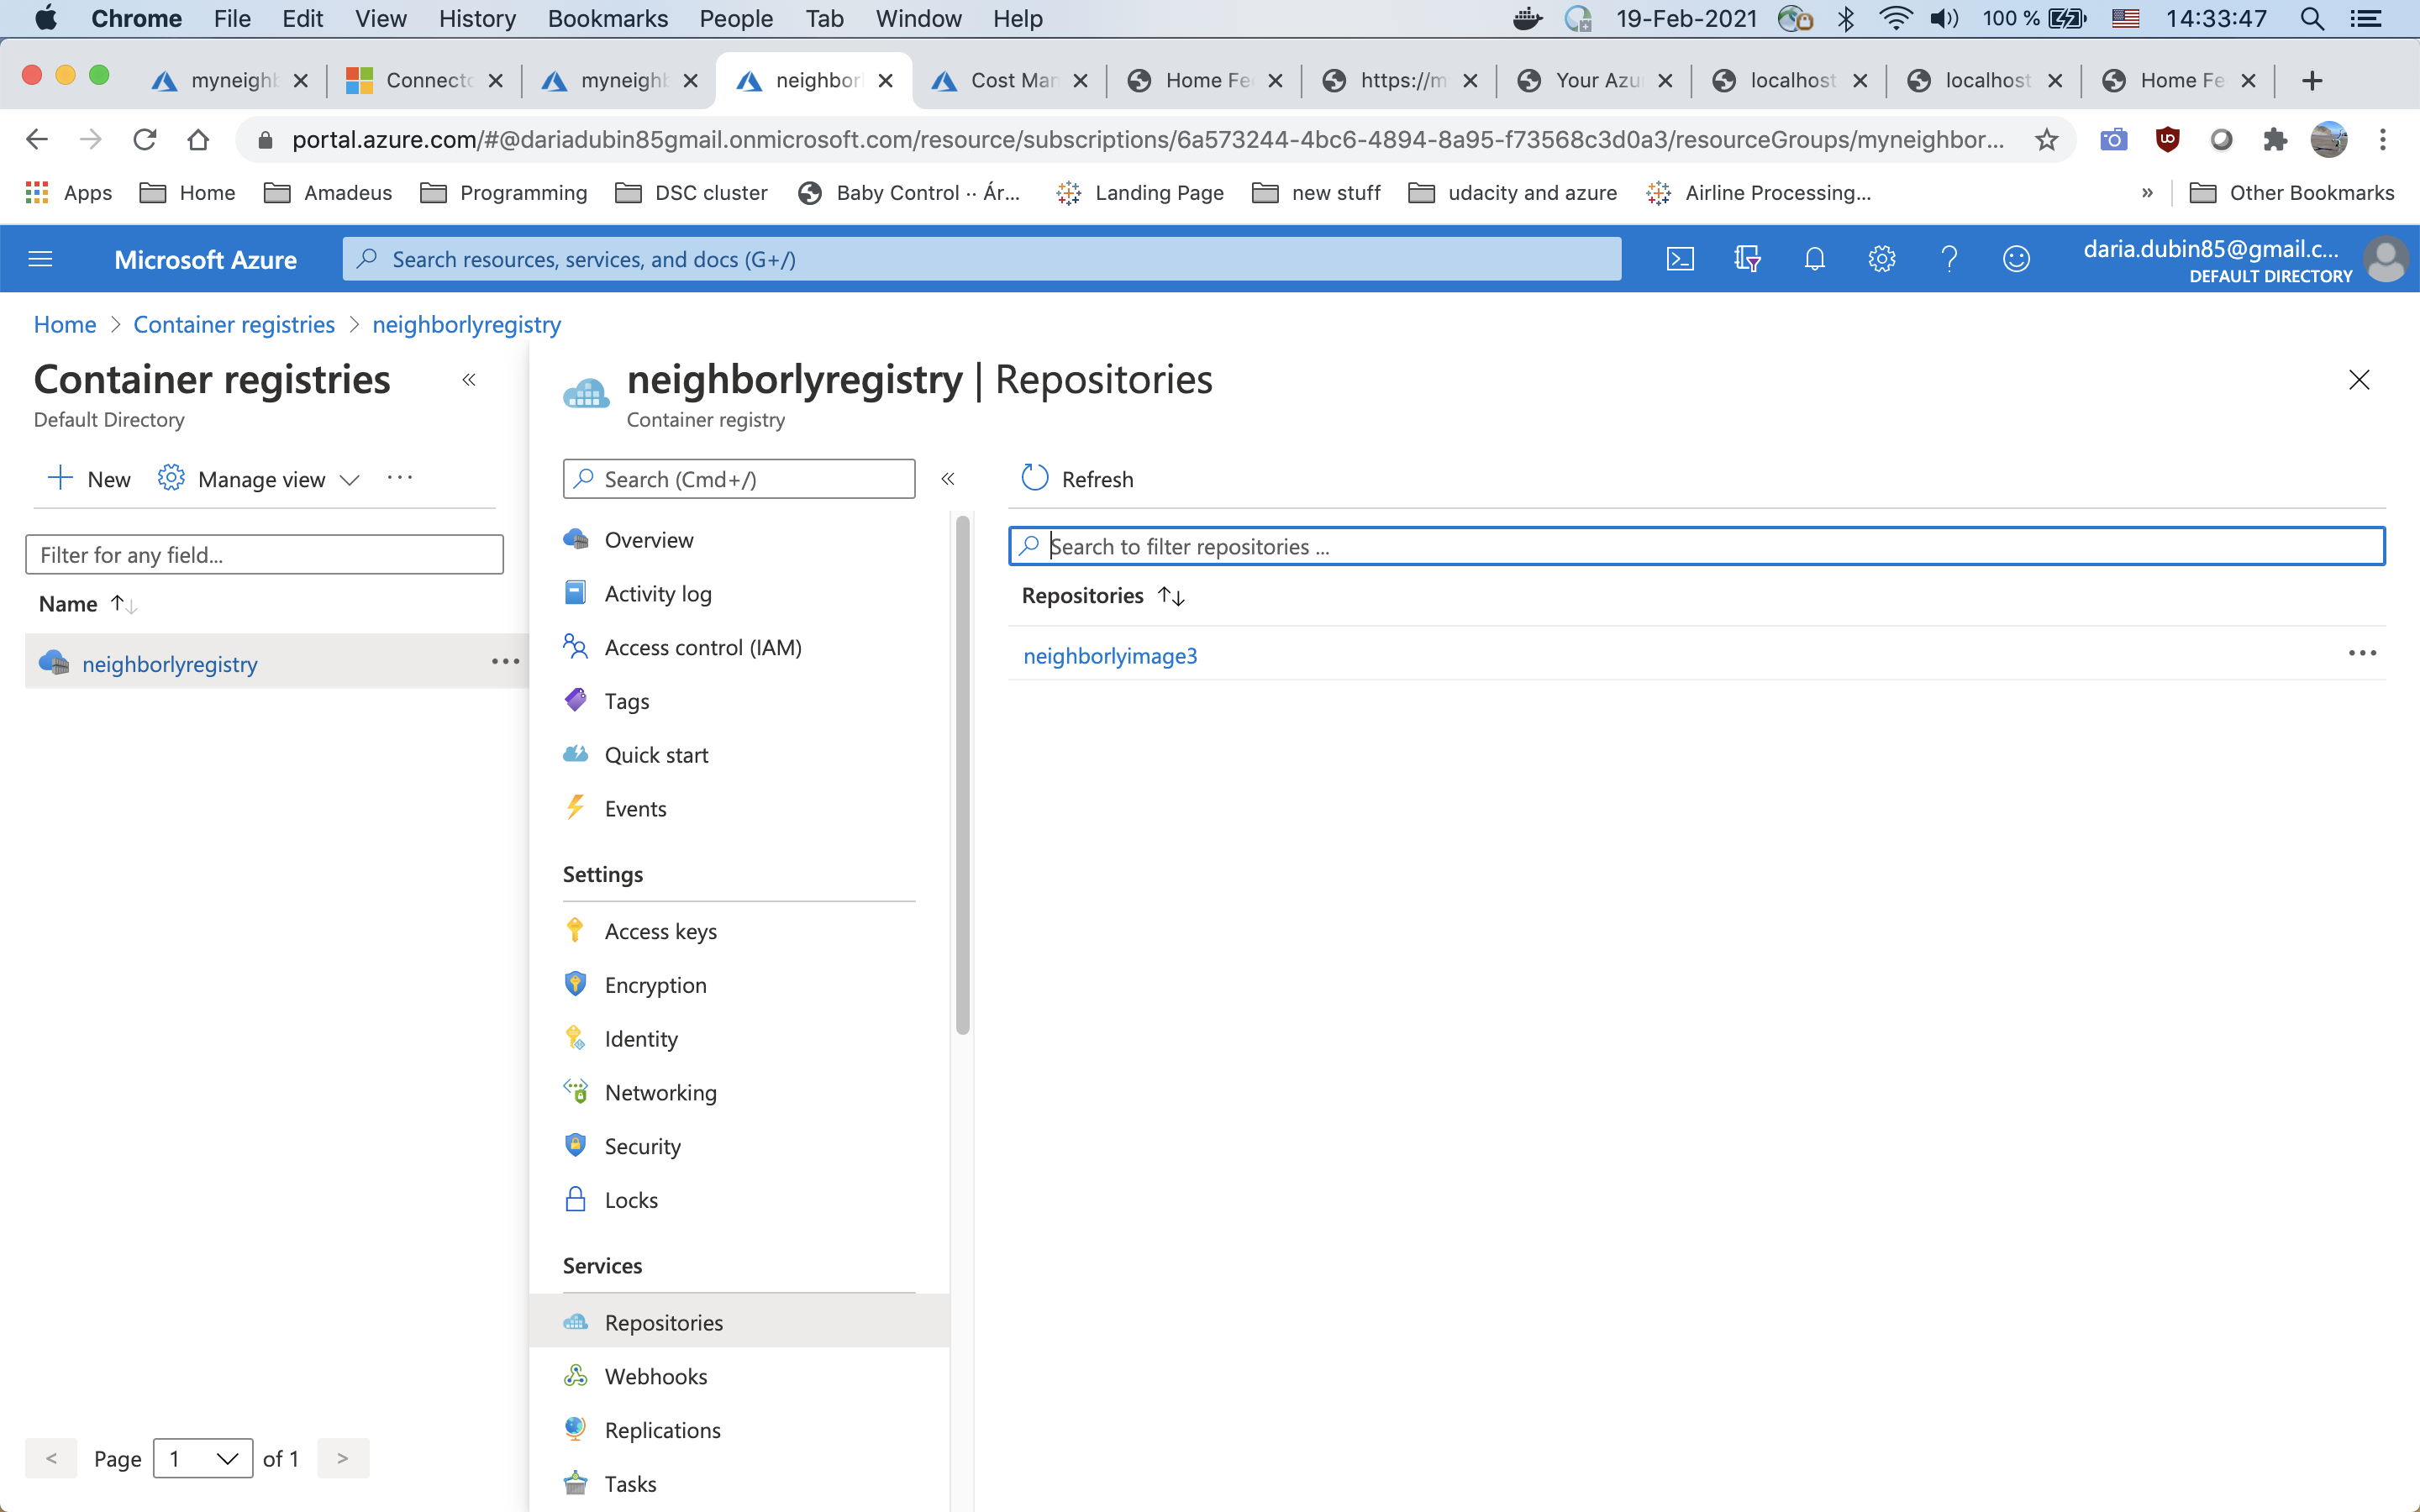 Chrome File Edit View History Bookmarks People Tab Window Help 19-Feb-2021 100 % 14:33:47
myneighb Connecto myneighb neighborl Cost Man Home Fee https://m Your Azu localhost localhost Home Fe
portal.azure.com/#@dariadubin85gmail.onmicrosoft.com/resource/subscriptions/6a573244-4bc6-4894-8a95-f73568c3d0a3/resourceGroups/myneighbor...
Apps Home Amadeus Programming DSC cluster Baby Control ·· Ár... Landing Page new stuff udacity and azure Airline Processing... » Other Bookmarks
Microsoft Azure Search resources, services, and docs (G+/) daria.dubin85@gmail.c...
DEFAULT DIRECTORY
Home > Container registries > neighborlyregistry
Container registries «
Default Directory
New Manage view ...
Filter for any field...
Name
neighborlyregistry ...
< Page 1 of 1 >
neighborlyregistry | Repositories
Container registry
Search (Cmd+/) «
Overview
Activity log
Access control (IAM)
Tags
Quick start
Events
Settings
Access keys
Encryption
Identity
Networking
Security
Locks
Services
Repositories
Webhooks
Replications
Tasks
Refresh
Search to filter repositories ...
Repositories
neighborlyimage3 ...